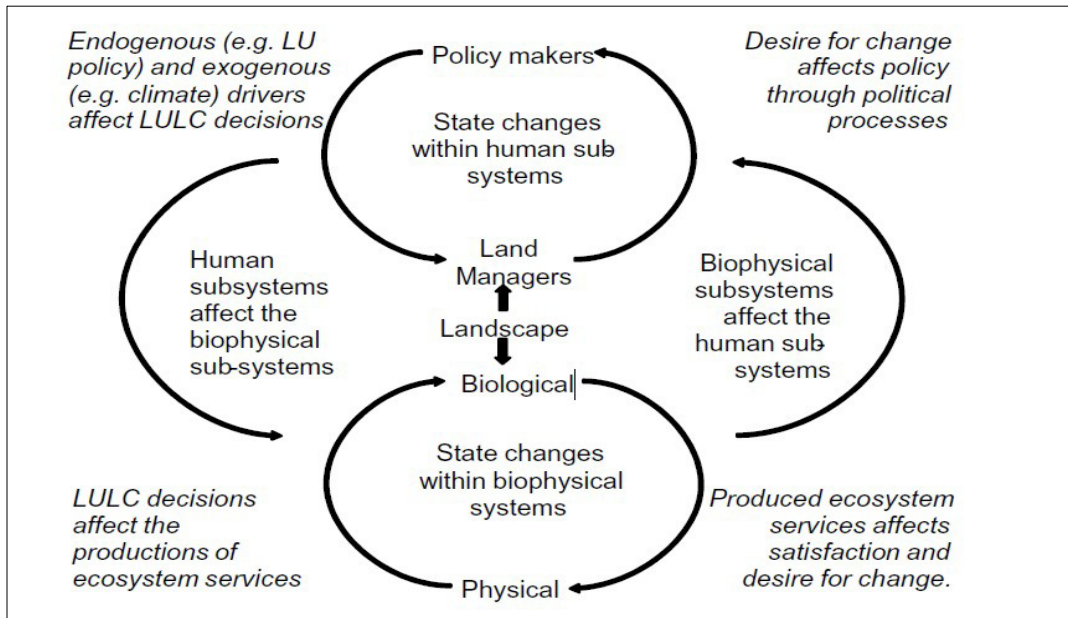 Endogenous (e.g. LU
policy) and exogenous
(e.g. climate) drivers
affect LULC decisions
Policy makers
Desire for change
affects policy
through political
processes
State changes
within human sub-
systems
Land
Managers
Human
subsystems
affect the
biophysical
sub-systems
Landscape
Biophysical
subsystems
affect the
human sub-
systems
Biological
State changes
within biophysical
systems
LULC decisions
affect the
productions of
ecosystem services
Produced ecosystem
services affects
satisfaction and
desire for change.
Physical